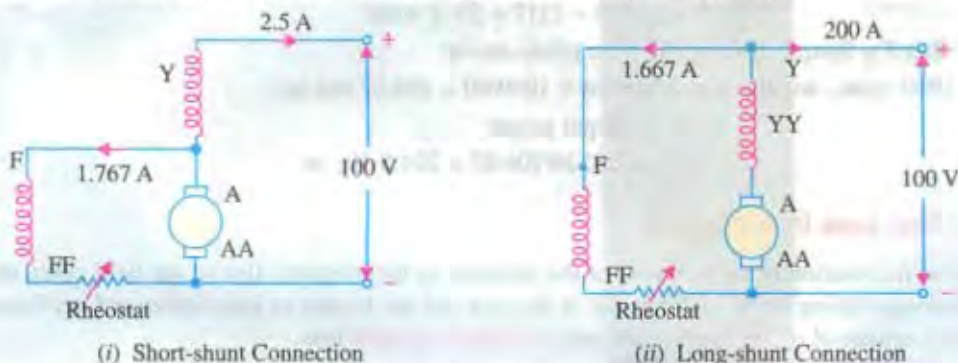 2.5 A
+
Y
F
1.767 A
100 V
A
AA
FF
Rheostat
-
(i) Short-shunt Connection
200 A
+
1.667 A
Y
YY
F
100 V
A
AA
FF
Rheostat
-
(ii) Long-shunt Connection